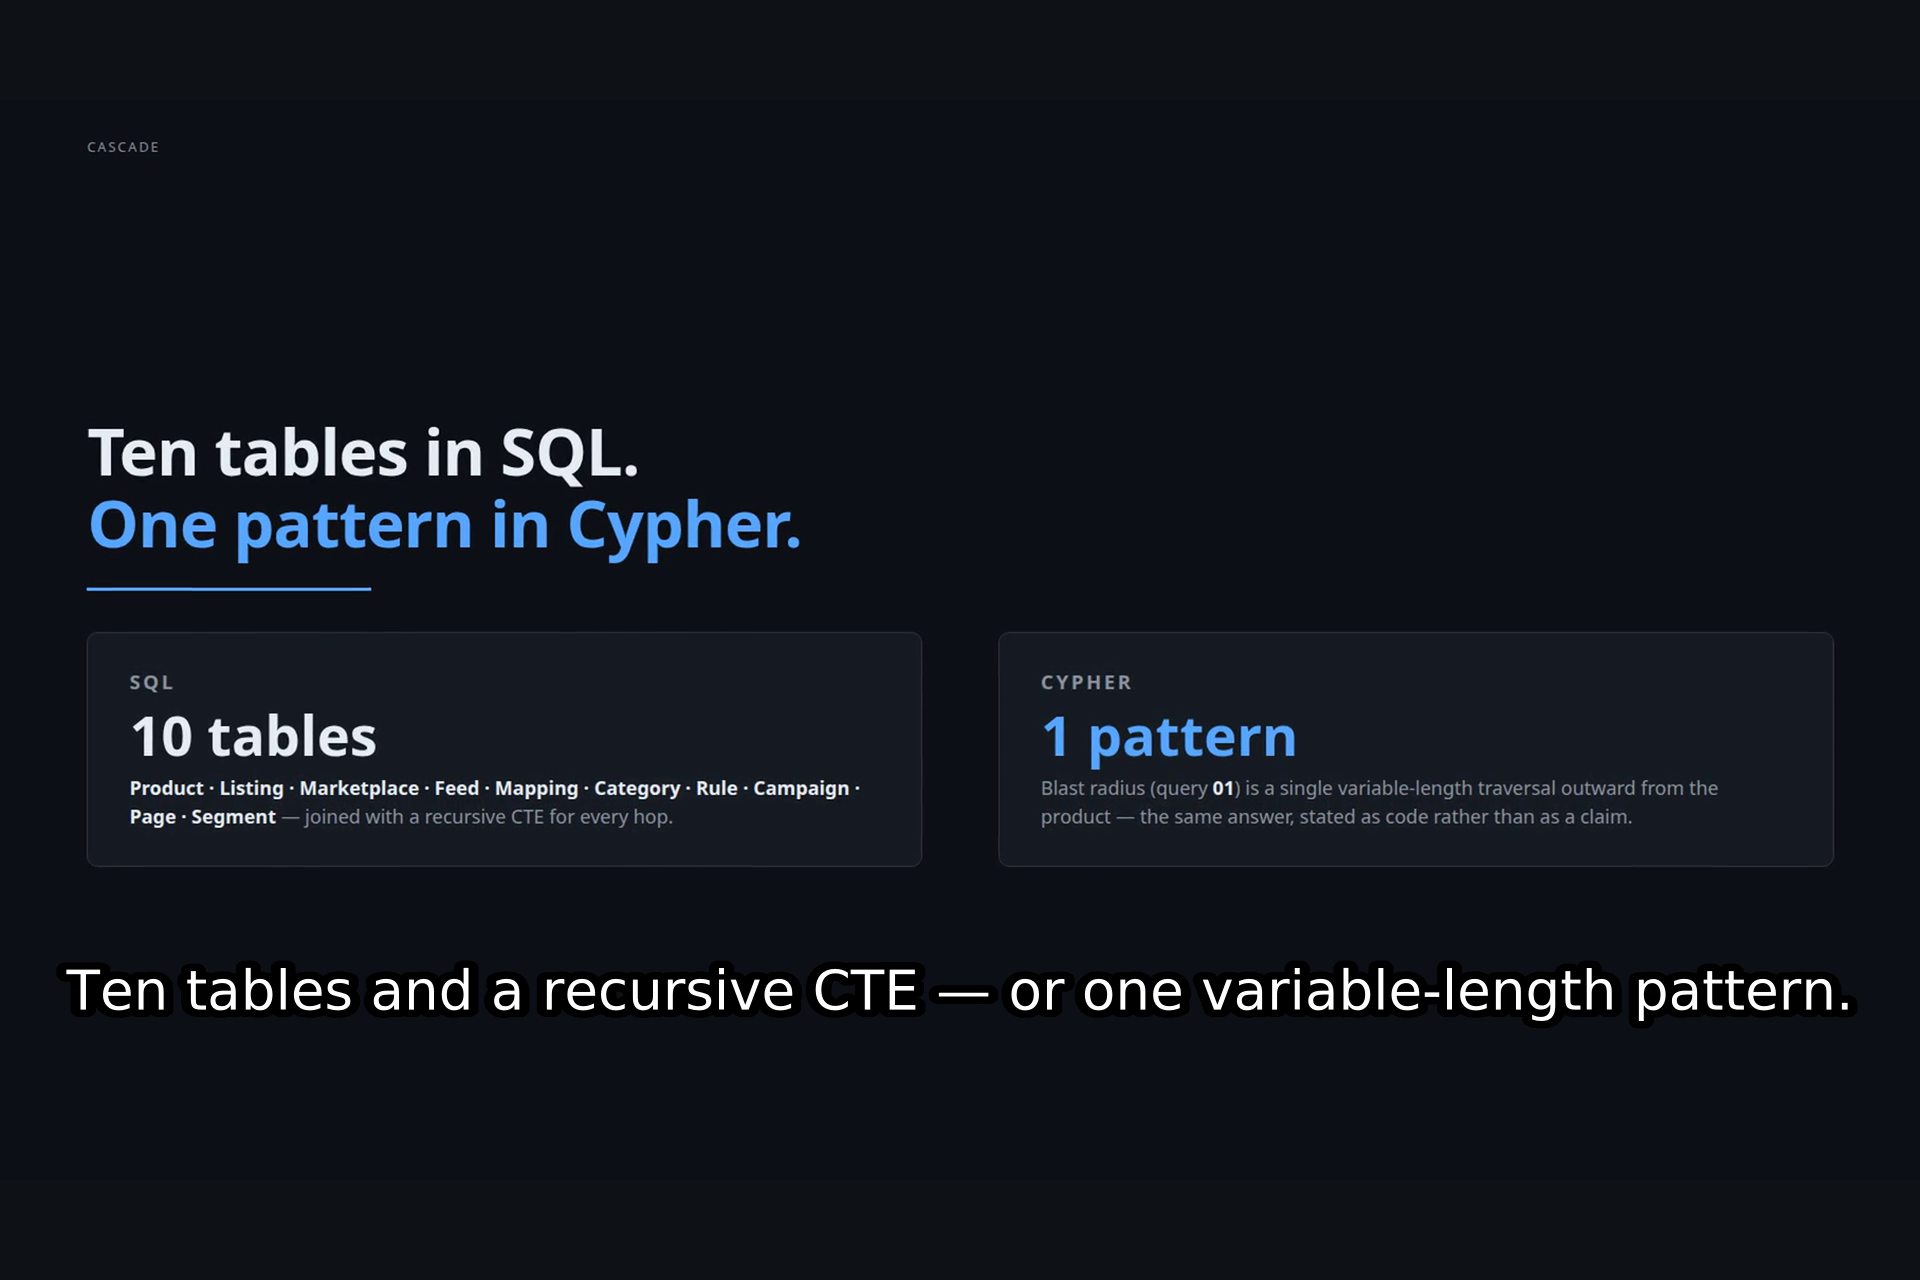 CASCADE
Ten tables in SQL.
One pattern in Cypher.
SQL
10 tables
Product · Listing · Marketplace · Feed · Mapping · Category · Rule · Campaign ·
Page · Segment — joined with a recursive CTE for every hop.
CYPHER
1 pattern
Blast radius (query 01) is a single variable-length traversal outward from the
product — the same answer, stated as code rather than as a claim.
Ten tables and a recursive CTE — or one variable-length pattern.